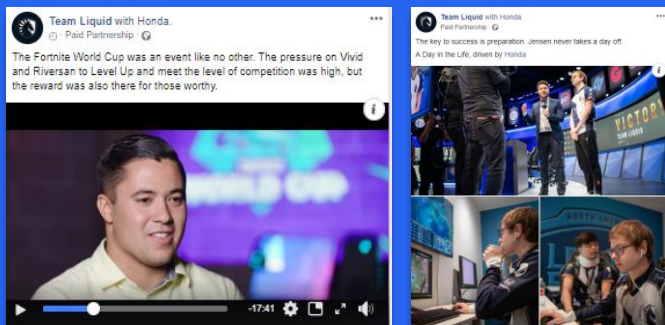 Team Liquid with Honda.
Paid Partnership
The Fortnite World Cup was an event like no other. The pressure on Vivid
and Riversan to Level Up and meet the level of competition was high, but
the reward was also there for those worthy.
WORLD CUP
-17:41
Team Liquid with Honda.
Paid Partnership
The key to success is preparation. Jensen never takes a day off.
A Day in the Life, driven by Honda
VICTORY
TEAM LIQUID
NORTH AMERICA